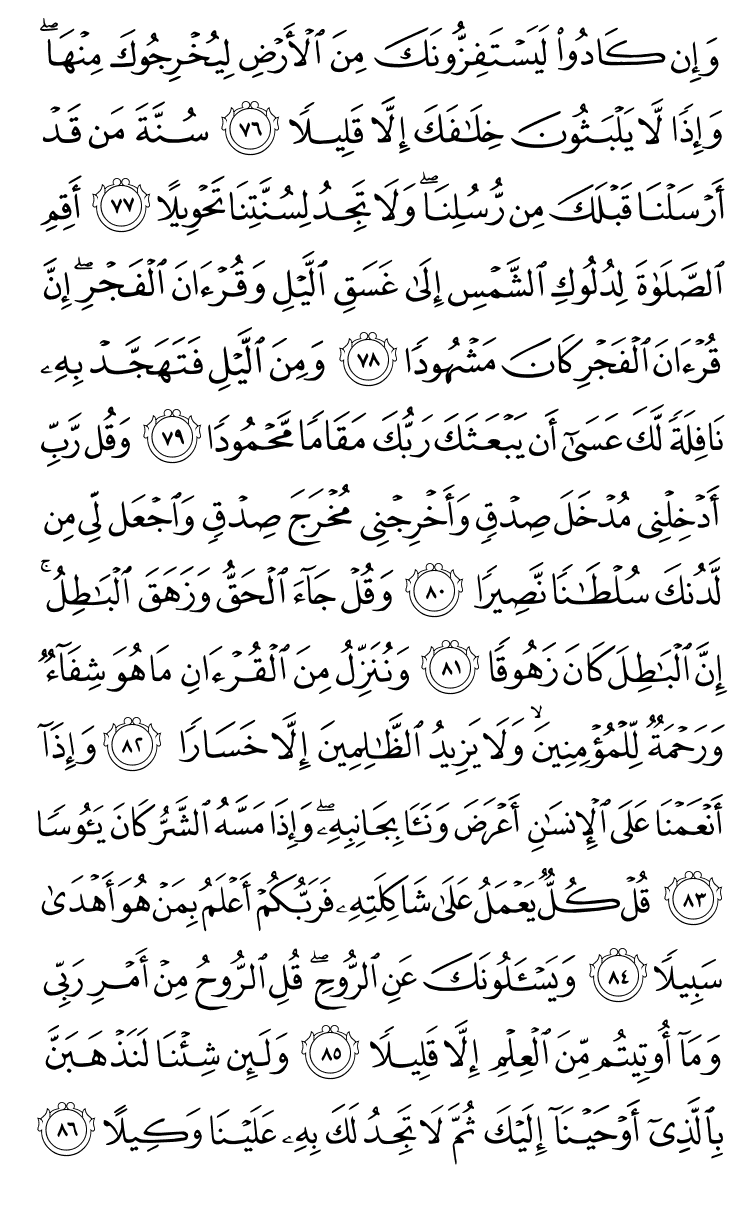 وَإِن كَادُوا۟ لَيَسْتَفِزُّونَكَ مِنَ ٱلْأَرْضِ لِيُخْرِجُوكَ مِنْهَا ۖ
وَإِذًا لَّا يَلْبَثُونَ خِلَـٰفَكَ إِلَّا قَلِيلًا ٧٦ سُنَّةَ مَن قَدْ
أَرْسَلْنَا قَبْلَكَ مِن رُّسُلِنَا ۖ وَلَا تَجِدُ لِسُنَّتِنَا تَحْوِيلًا ٧٧ أَقِمِ
ٱلصَّلَوٰةَ لِدُلُوكِ ٱلشَّمْسِ إِلَىٰ غَسَقِ ٱلَّيْلِ وَقُرْءَانَ ٱلْفَجْرِ ۖ إِنَّ
قُرْءَانَ ٱلْفَجْرِ كَانَ مَشْهُودًا ٧٨ وَمِنَ ٱلَّيْلِ فَتَهَجَّدْ بِهِۦ
نَافِلَةً لَّكَ عَسَىٰٓ أَن يَبْعَثَكَ رَبُّكَ مَقَامًا مَّحْمُودًا ٧٩ وَقُل رَّبِّ
أَدْخِلْنِى مُدْخَلَ صِدْقٍ وَأَخْرِجْنِى مُخْرَجَ صِدْقٍ وَٱجْعَل لِّى مِن
لَّدُنكَ سُلْطَـٰنًا نَّصِيرًا ٨٠ وَقُلْ جَآءَ ٱلْحَقُّ وَزَهَقَ ٱلْبَـٰطِلُ ۚ
إِنَّ ٱلْبَـٰطِلَ كَانَ زَهُوقًا ٨١ وَنُنَزِّلُ مِنَ ٱلْقُرْءَانِ مَا هُوَ شِفَآءٌ
وَرَحْمَةٌ لِّلْمُؤْمِنِينَ ۙ وَلَا يَزِيدُ ٱلظَّـٰلِمِينَ إِلَّا خَسَارًا ٨٢ وَإِذَآ
أَنْعَمْنَا عَلَى ٱلْإِنسَـٰنِ أَعْرَضَ وَنَـَٔا بِجَانِبِهِۦ ۖ وَإِذَا مَسَّهُ ٱلشَّرُّ كَانَ يَـُٔوسًا
٨٣ قُلْ كُلٌّ يَعْمَلُ عَلَىٰ شَاكِلَتِهِۦ فَرَبُّكُمْ أَعْلَمُ بِمَنْ هُوَ أَهْدَىٰ
سَبِيلًا ٨٤ وَيَسْـَٔلُونَكَ عَنِ ٱلرُّوحِ ۖ قُلِ ٱلرُّوحُ مِنْ أَمْرِ رَبِّى
وَمَآ أُوتِيتُم مِّنَ ٱلْعِلْمِ إِلَّا قَلِيلًا ٨٥ وَلَئِن شِئْنَا لَنَذْهَبَنَّ
بِٱلَّذِىٓ أَوْحَيْنَآ إِلَيْكَ ثُمَّ لَا تَجِدُ لَكَ بِهِۦ عَلَيْنَا وَكِيلًا ٨٦